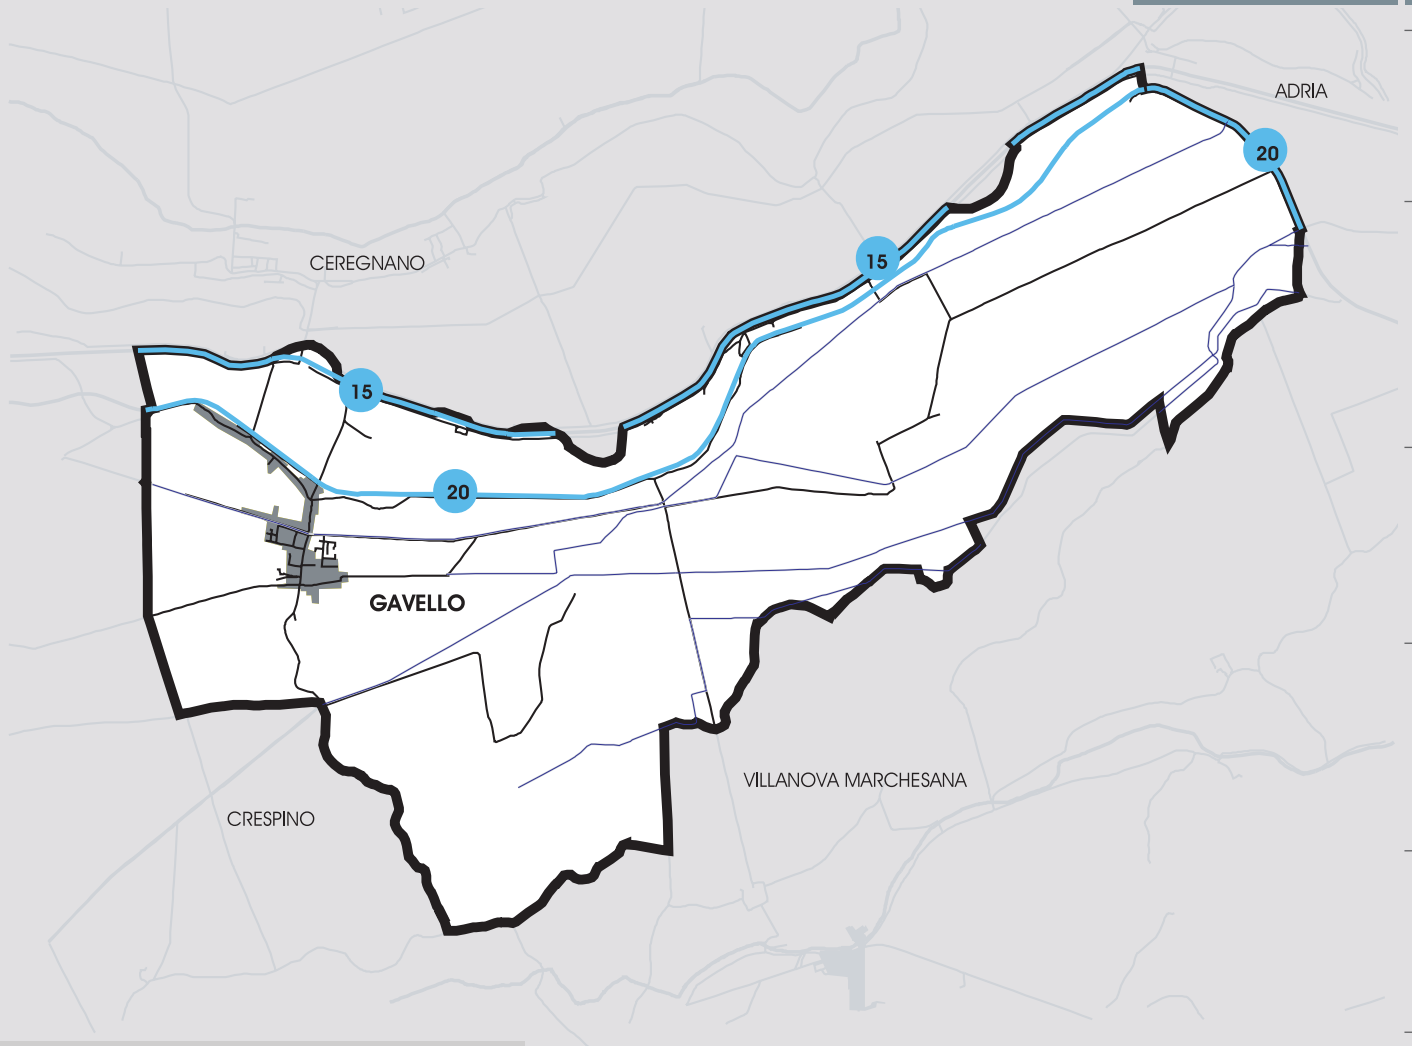 ADRIA
20
CEREGNANO
15
15
20
GAVELLO
VILLANOVA MARCHESANA
CRESPINO